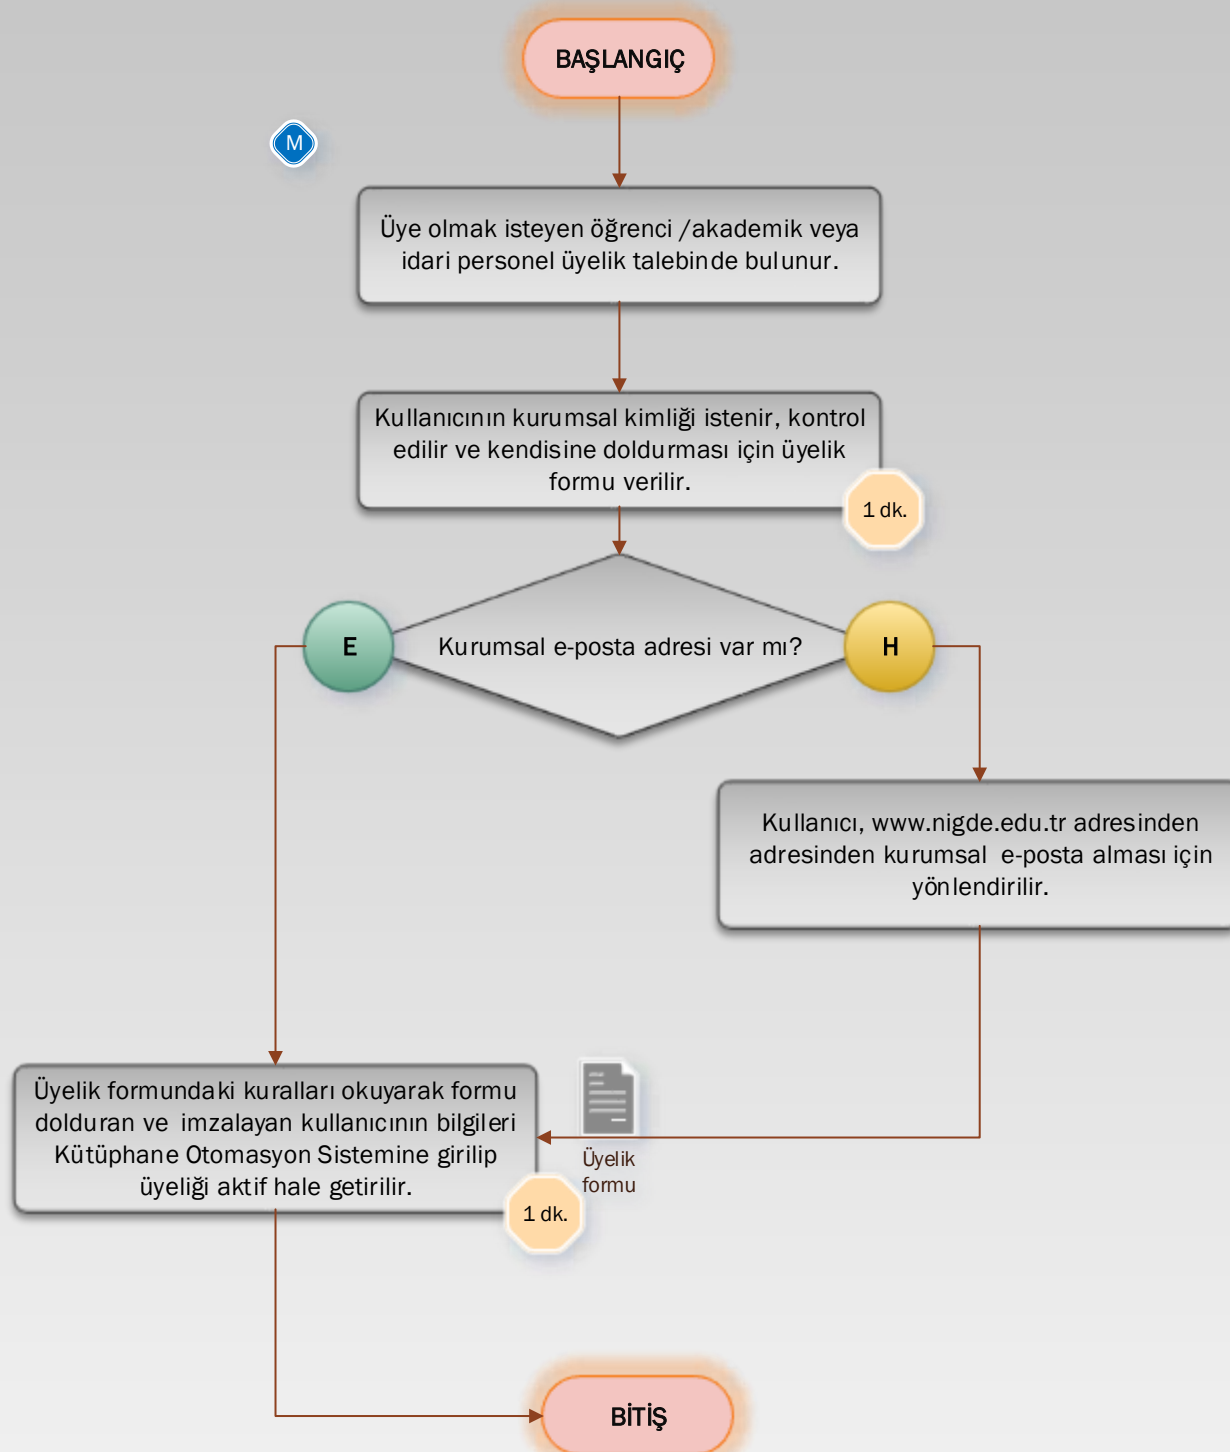 BAŞLANGIÇ
M
Üye olmak isteyen öğrenci /akademik veya
idari personel üyelik talebinde bulunur.
Kullanıcının kurumsal kimliği istenir, kontrol
edilir ve kendisine doldurması için üyelik
formu verilir.
1 dk.
E
Kurumsal e-posta adresi var mı?
H
Kullanıcı, www.nigde.edu.tr adresinden
adresinden kurumsal e-posta alması için
yönlendirilir.
Üyelik formundaki kuralları okuyarak formu
dolduran ve imzalayan kullanıcının bilgileri
Kütüphane Otomasyon Sistemine girilip
üyeliği aktif hale getirilir.
Üyelik
formu
1 dk.
BİTİŞ